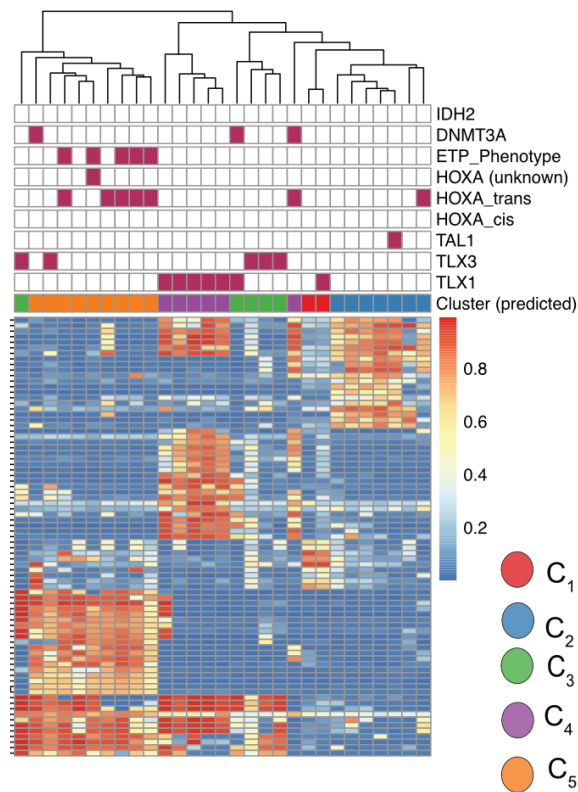 IDH2
DNMT3A
ETP_Phenotype
HOXA (unknown)
HOXA_trans
HOXA_cis
TAL1
TLX3
TLX1
Cluster (predicted)
0.8
0.6
0.4
0.2
C1
C2
C3
C4
C5